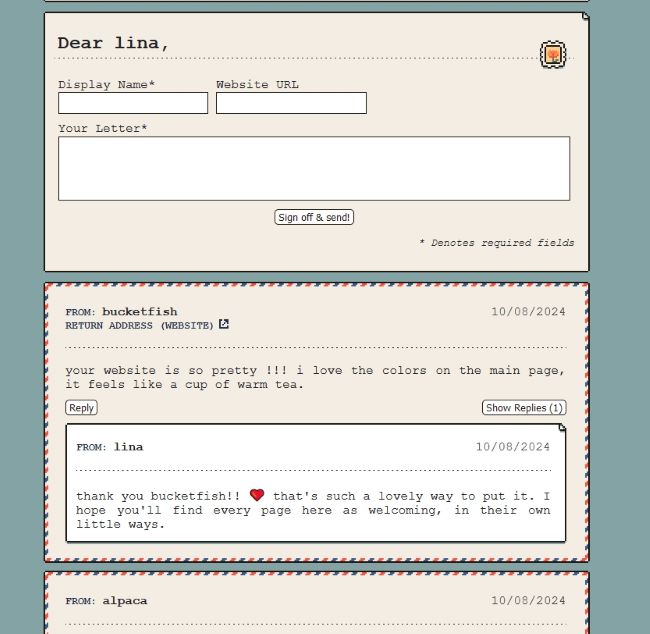 Dear lina,
Display Name* Website URL
Your Letter*
Sign off & send!
* Denotes required fields
FROM: bucketfish 10/08/2024
RETURN ADDRESS (WEBSITE)
your website is so pretty !!! i love the colors on the main page,
it feels like a cup of warm tea.
Reply Show Replies (1)
FROM: lina 10/08/2024
thank you bucketfish!! ❤ that's such a lovely way to put it. I
hope you'll find every page here as welcoming, in their own
little ways.
FROM: alpaca 10/08/2024